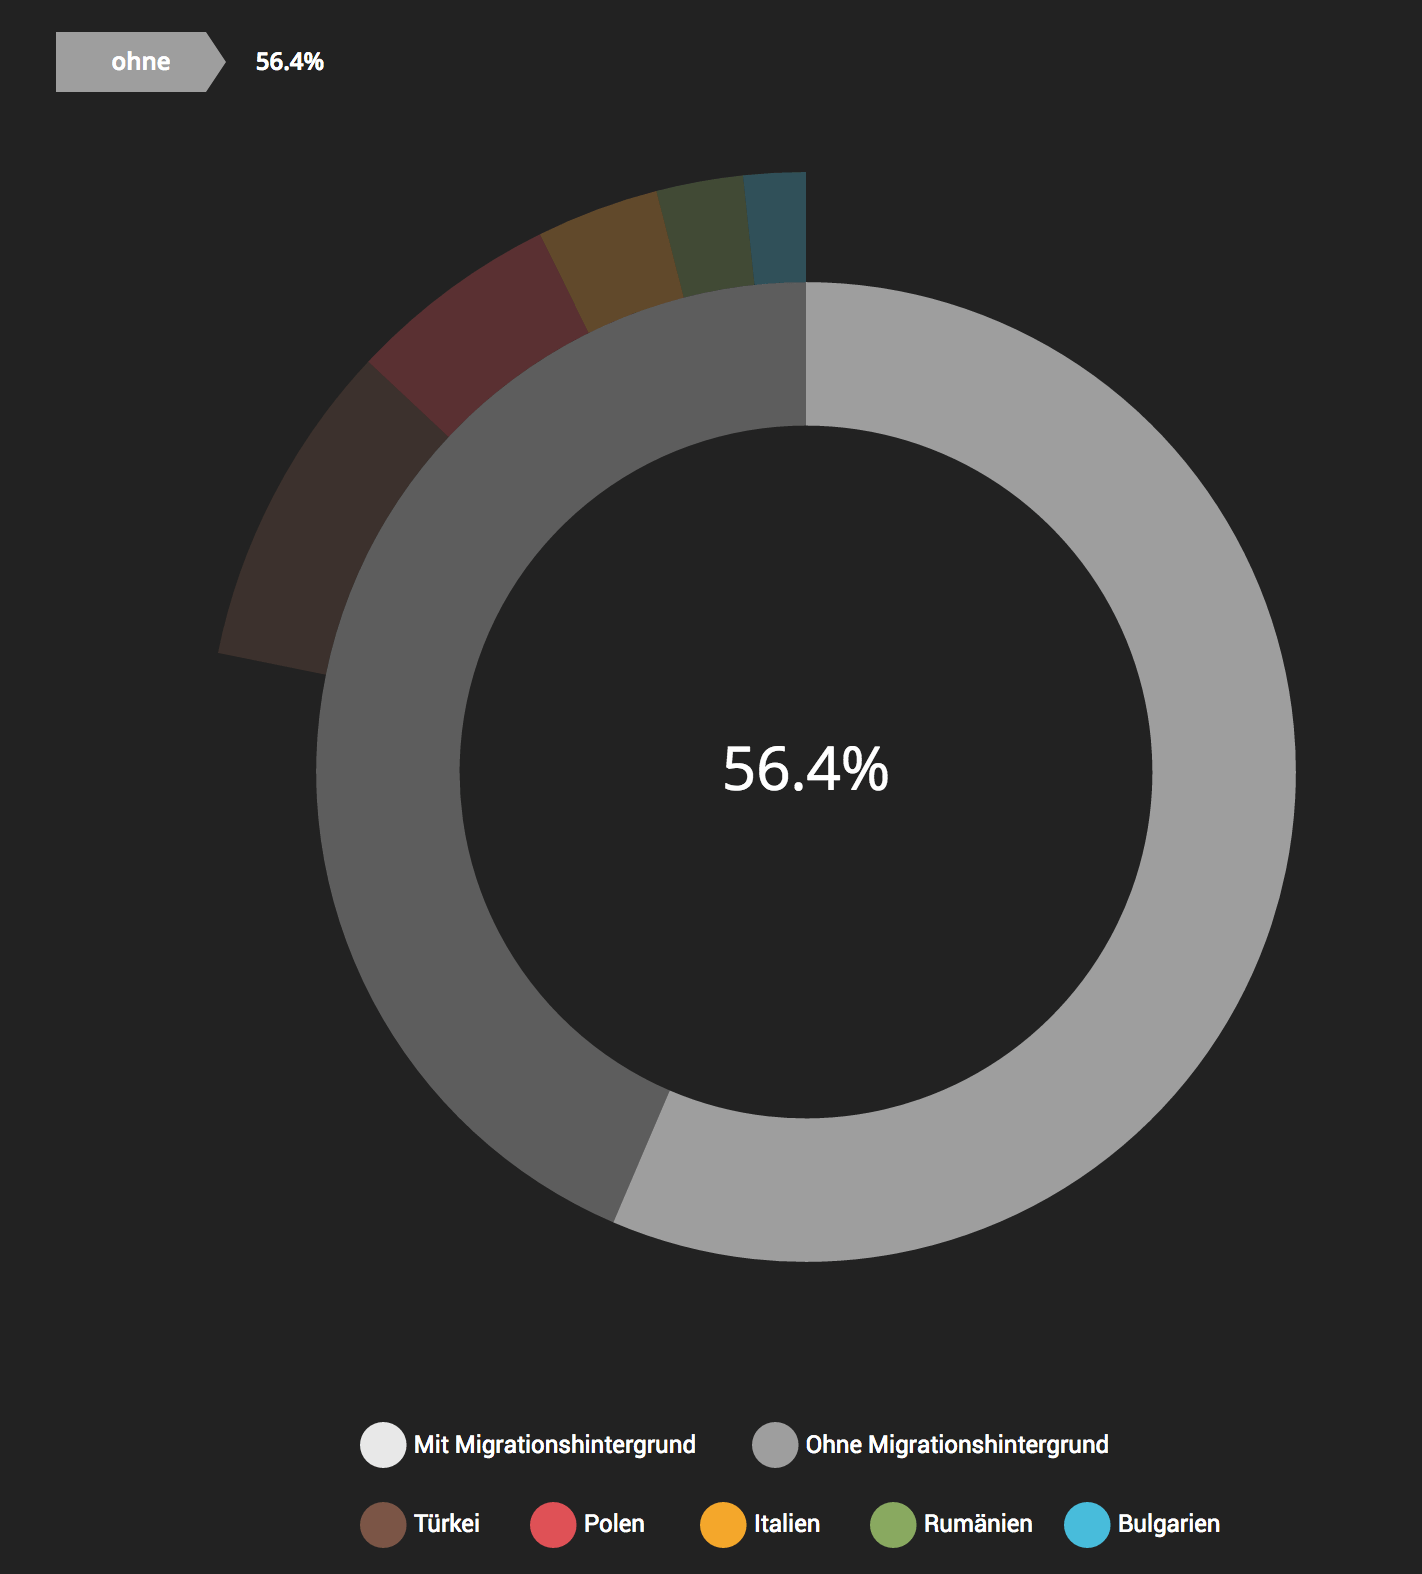 ohne 56.4%
56.4%
Mit Migrationshintergrund Ohne Migrationshintergrund
Türkei Polen Italien Rumänien Bulgarien